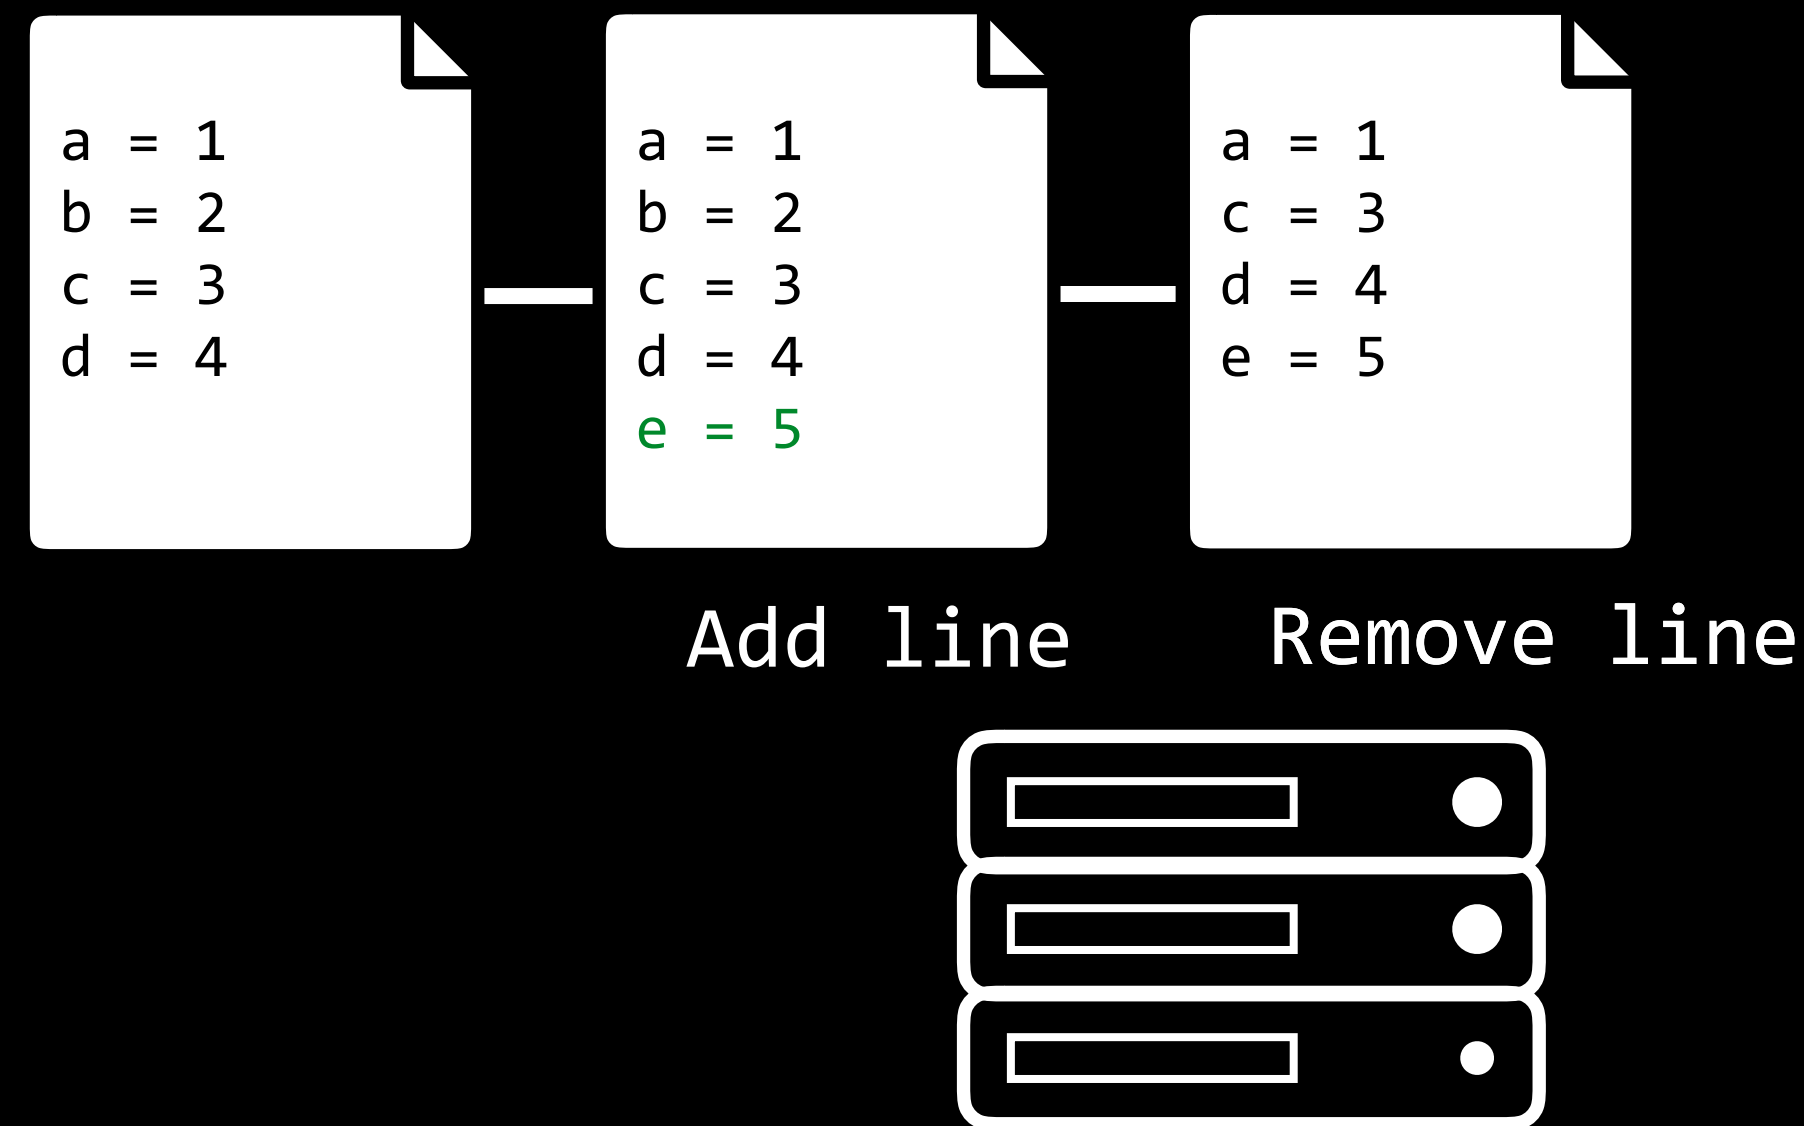 a = 1
b = 2
c = 3
d = 4
a = 1
b = 2
c = 3
d = 4
e = 5
a = 1
c = 3
d = 4
e = 5
Add line
Remove line